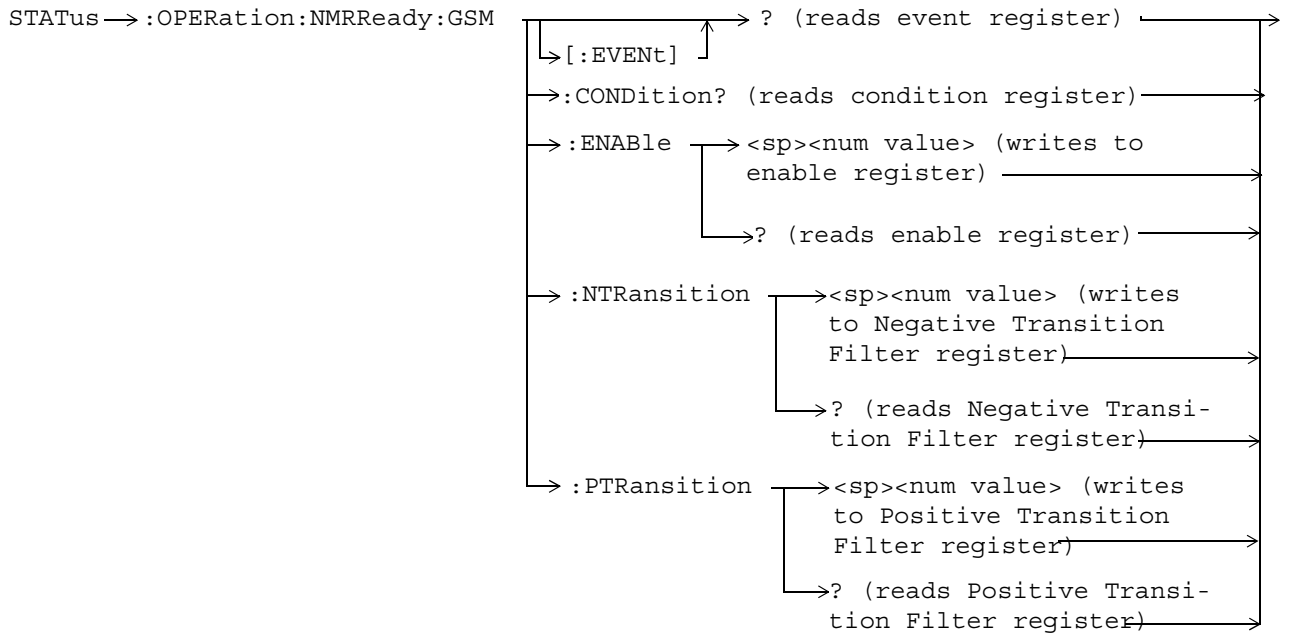 STATus :OPERation:NMRReady:GSM ? (reads event register)
[:EVENt]
:CONDition? (reads condition register)
:ENABle <sp><num value> (writes to
enable register)
? (reads enable register)
:NTRansition <sp><num value> (writes
to Negative Transition
Filter register)
? (reads Negative Transi-
tion Filter register)
:PTRansition <sp><num value> (writes
to Positive Transition
Filter register)
? (reads Positive Transi-
tion Filter register)